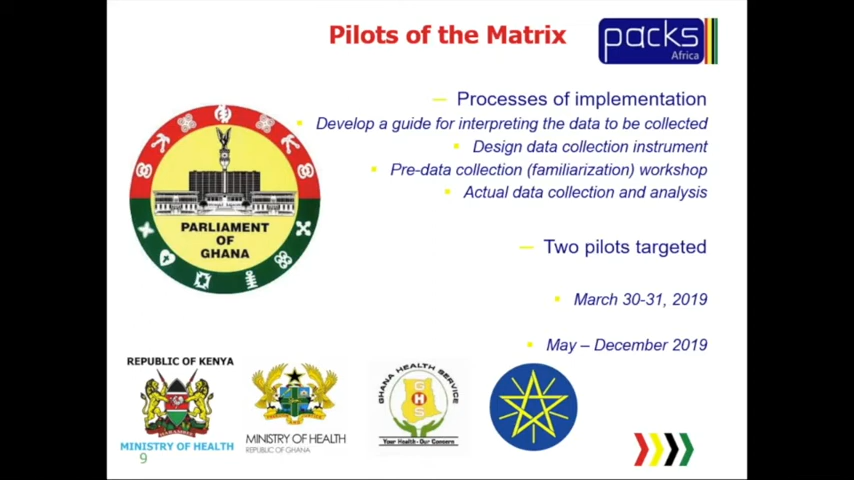 Pilots of the Matrix
packs
Africa
Processes of implementation
Develop a guide for interpreting the data to be collected
Design data collection instrument
Pre-data collection (familiarization) workshop
Actual data collection and analysis
PARLIAMENT
OF
GHANA
Two pilots targeted
March 30-31, 2019
May – December 2019
REPUBLIC OF KENYA
MINISTRY OF HEALTH
MINISTRY OF HEALTH
REPUBLIC OF GHANA
GHANA HEALTH SERVICE
G
H
S
Your Health - Our Concern
9